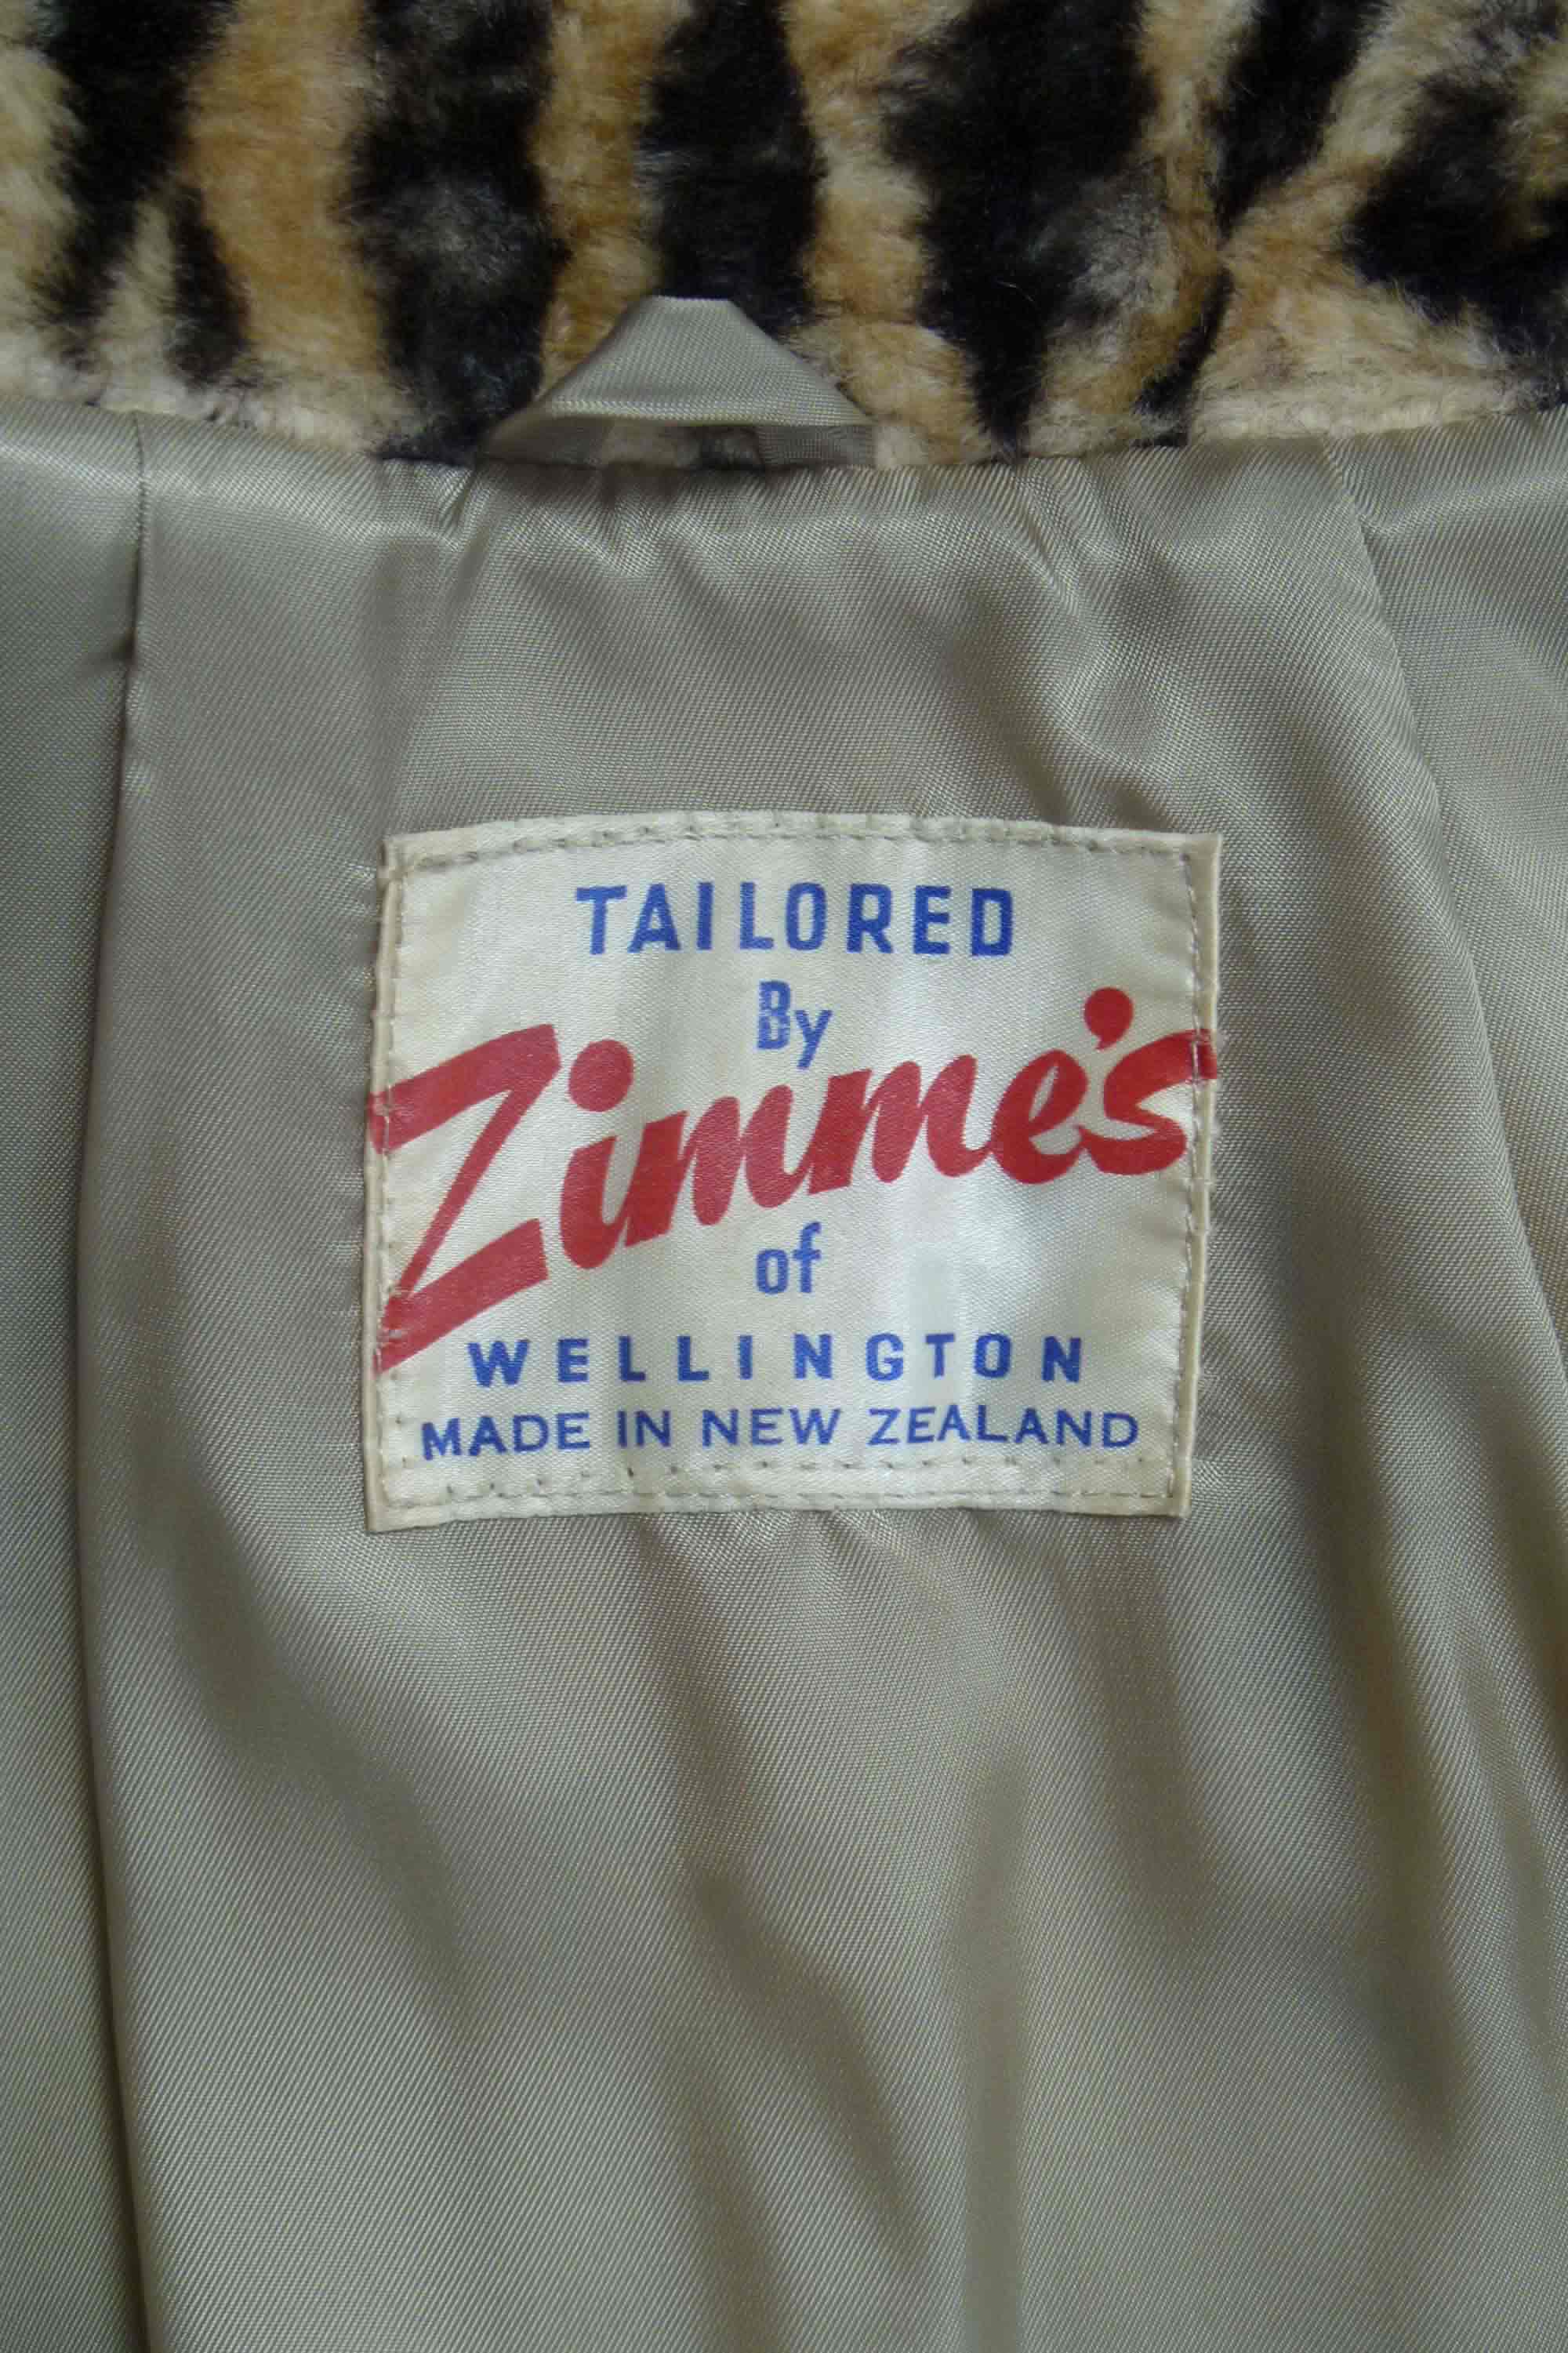 TAILORED
By
Zimme's
of
WELLINGTON
MADE IN NEW ZEALAND